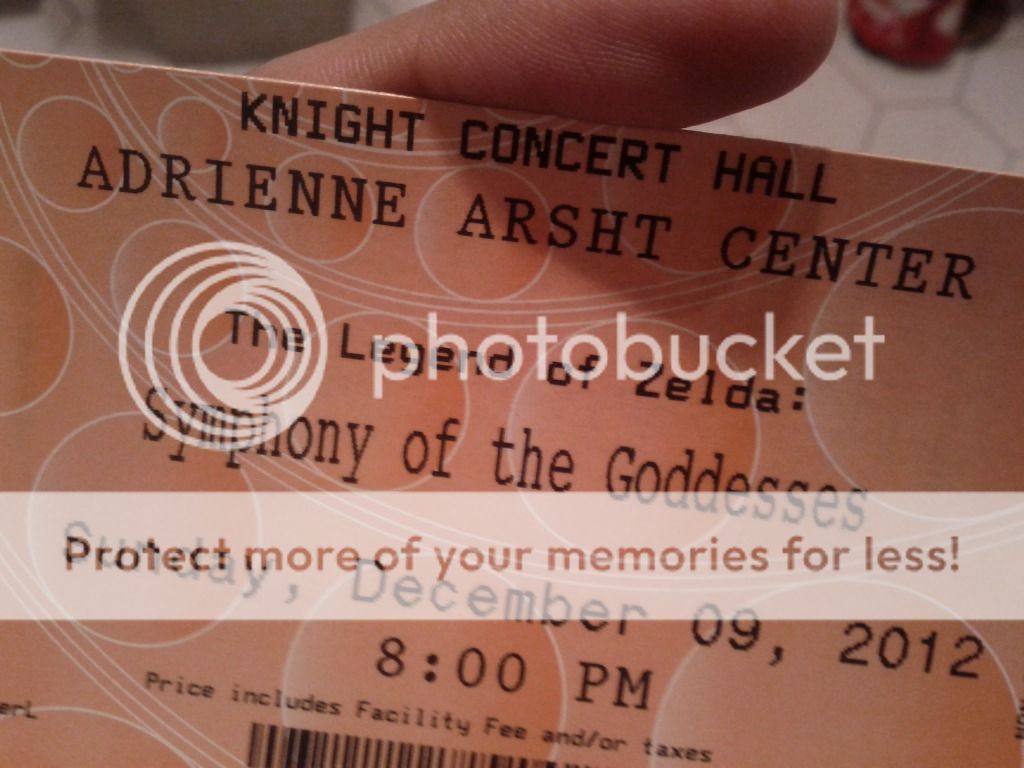 KNIGHT CONCERT HALL
ADRIENNE ARSHT CENTER
The Legend of Zelda:
photobucket
Symphony of the Goddesses
Protect more of your memories for less!
Sunday, December 09, 2012
8:00 PM
Price includes Facility Fee and/or taxes